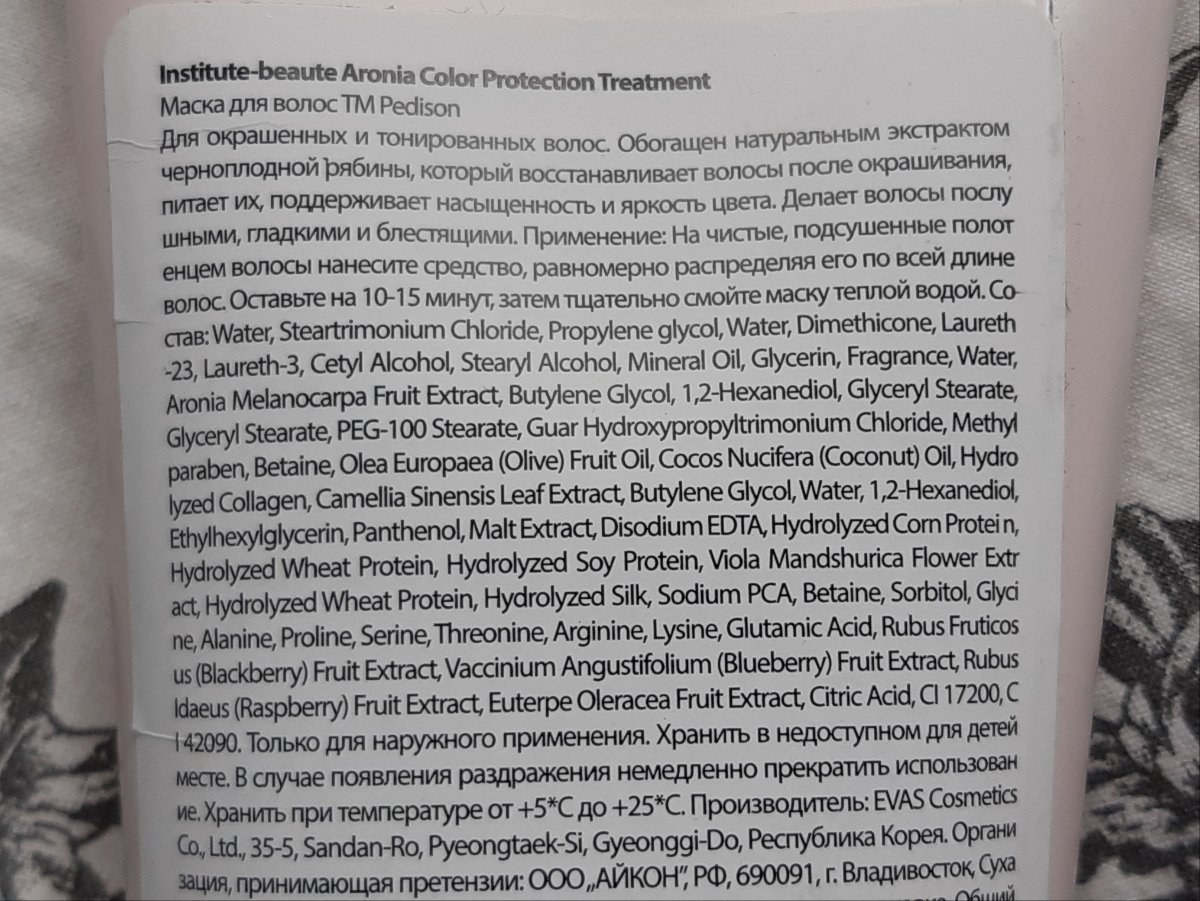 Institute-beaute Aronia Color Protection Treatment
Маска для волос ТМ Pedison
Для окрашенных и тонированных волос. Обогащен натуральным экстрактом
черноплодной рябины, который восстанавливает волосы после окрашивания,
питает их, поддерживает насыщенность и яркость цвета. Делает волосы послу
шными, гладкими и блестящими. Применение: На чистые, подсушенные полот
енцем волосы нанесите средство, равномерно распределяя его по всей длине
волос. Оставьте на 10-15 минут, затем тщательно смойте маску теплой водой. Со
став: Water, Steartrimonium Chloride, Propylene glycol, Water, Dimethicone, Laureth
-23, Laureth-3, Cetyl Alcohol, Stearyl Alcohol, Mineral Oil, Glycerin, Fragrance, Water,
Aronia Melanocarpa Fruit Extract, Butylene Glycol, 1,2-Hexanediol, Glyceryl Stearate,
Glyceryl Stearate, PEG-100 Stearate, Guar Hydroxypropyltrimonium Chloride, Methyl
paraben, Betaine, Olea Europaea (Olive) Fruit Oil, Cocos Nucifera (Coconut) Oil, Hydro
lyzed Collagen, Camellia Sinensis Leaf Extract, Butylene Glycol, Water, 1,2-Hexanediol,
Ethylhexylglycerin, Panthenol, Malt Extract, Disodium EDTA, Hydrolyzed Corn Protein,
Hydrolyzed Wheat Protein, Hydrolyzed Soy Protein, Viola Mandshurica Flower Extr
act, Hydrolyzed Wheat Protein, Hydrolyzed Silk, Sodium PCA, Betaine, Sorbitol, Glyci
ne, Alanine, Proline, Serine, Threonine, Arginine, Lysine, Glutamic Acid, Rubus Fruticos
us (Blackberry) Fruit Extract, Vaccinium Angustifolium (Blueberry) Fruit Extract, Rubus
Idaeus (Raspberry) Fruit Extract, Euterpe Oleracea Fruit Extract, Citric Acid, CI 17200, C
I 42090. Только для наружного применения. Хранить в недоступном для детей
месте. В случае появления раздражения немедленно прекратить использован
ие. Хранить при температуре от +5*С до +25*С. Производитель: EVAS Cosmetics
Co., Ltd., 35-5, Sandan-Ro, Pyeongtaek-Si, Gyeonggi-Do, Республика Корея. Органи
зация, принимающая претензии: ООО „АЙКОН", РФ, 690091, г. Владивосток, Суха
Общий